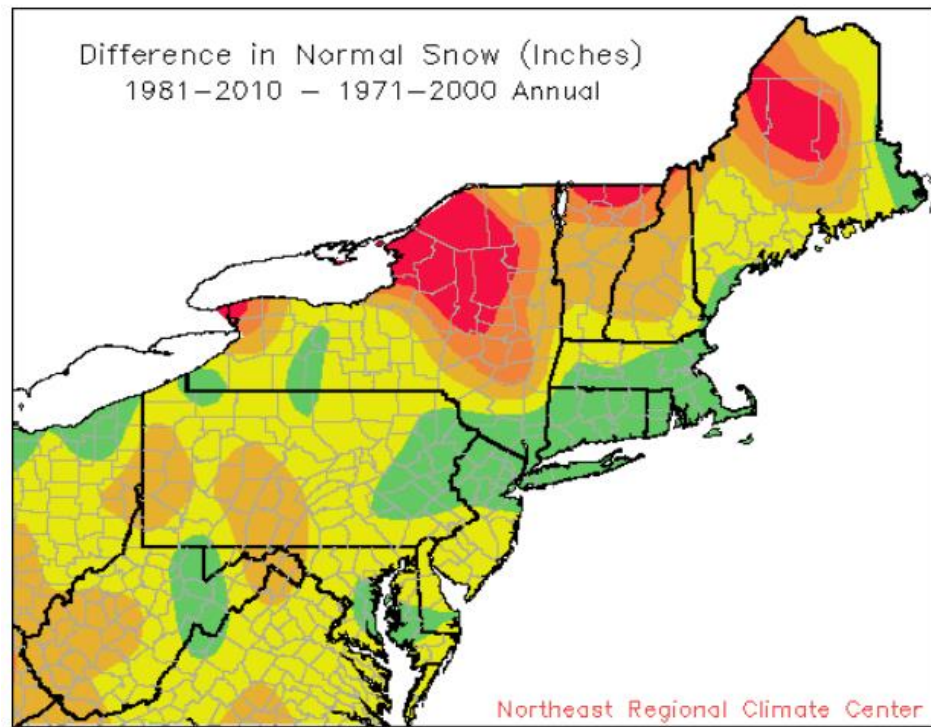 Difference in Normal Snow (Inches)
1981-2010 - 1971-2000 Annual
Northeast Regional Climate Center